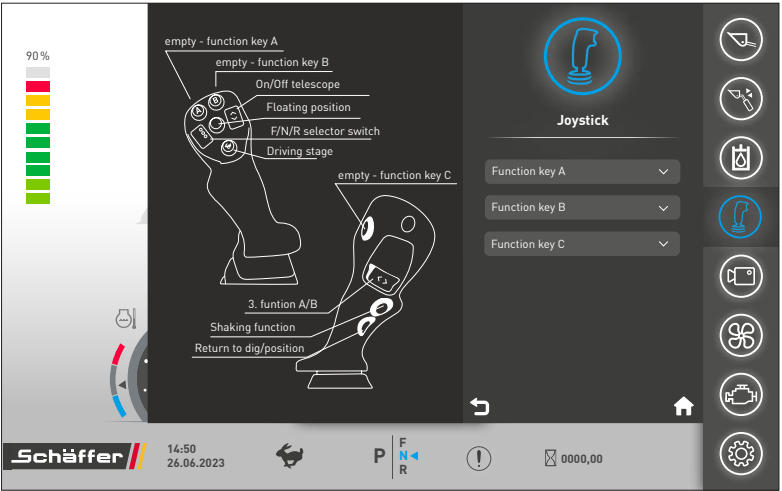 90 %
empty - function key A
empty - function key B
On/Off telescope
A
B
Floating position
F/N/R selector switch
Driving stage
empty - function key C
3. funtion A/B
Shaking function
Return to dig/position
Joystick
Function key A
Function key B
Function key C
Schäffer
14:50
26.06.2023
P
F
N
R
0000,00